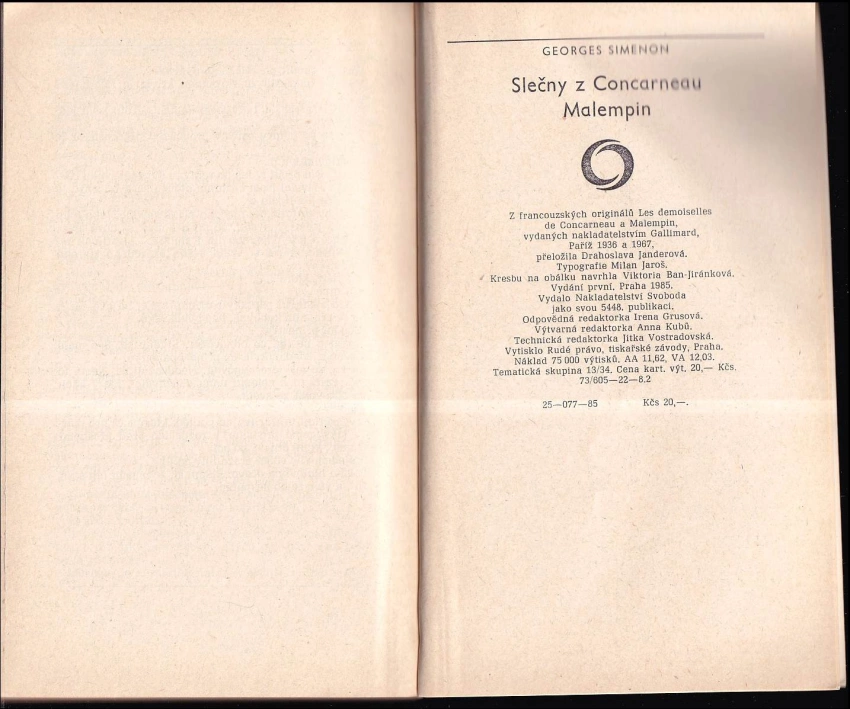 GEORGES SIMENON
Slečny z Concarneau
Malempin
Z francouzských originálů Les demoiselles
de Concarneau a Malempin,
vydaných nakladatelstvím Gallimard,
Paříž 1936 a 1967,
přeložila Drahoslava Janderová.
Typografie Milan Jaroš.
Kresbu na obálku navrhla Viktoria Ban-Jiránková.
Vydání první. Praha 1985.
Vydalo Nakladatelství Svoboda
jako svou 5448. publikaci.
Odpovědná redaktorka Irena Grusová.
Výtvarná redaktorka Anna Kubů.
Technická redaktorka Jitka Vostradovská.
Vytisklo Rudé právo, tiskařské závody, Praha.
Náklad 75 000 výtisků. AA 11,62, VA 12,03.
Tematická skupina 13/34. Cena kart. výt. 20,— Kčs.
73/605—22—8.2
25—077—85 Kčs 20,—.